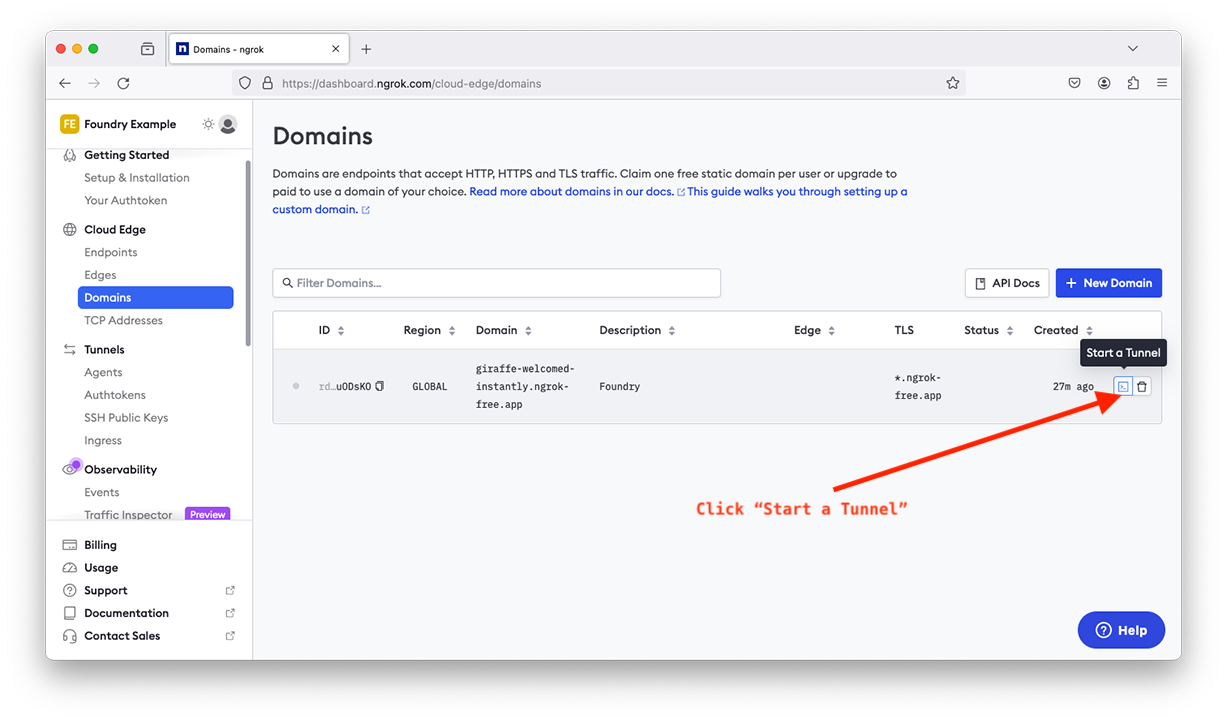 Domains - ngrok
https://dashboard.ngrok.com/cloud-edge/domains
FE Foundry Example
Getting Started
Setup & Installation
Your Authtoken
Cloud Edge
Endpoints
Edges
Domains
TCP Addresses
Tunnels
Agents
Authtokens
SSH Public Keys
Ingress
Observability
Events
Traffic Inspector Preview
Billing
Usage
Support
Documentation
Contact Sales
Domains
Domains are endpoints that accept HTTP, HTTPS and TLS traffic. Claim one free static domain per user or upgrade to
paid to use a domain of your choice. Read more about domains in our docs. This guide walks you through setting up a
custom domain.
Filter Domains...
API Docs
+ New Domain
ID Region Domain Description Edge TLS Status Created
Start a Tunnel
rd…uODsKO GLOBAL giraffe-welcomed-
instantly.ngrok-
free.app
Foundry
*.ngrok-
free.app
27m ago
Click “Start a Tunnel”
Help